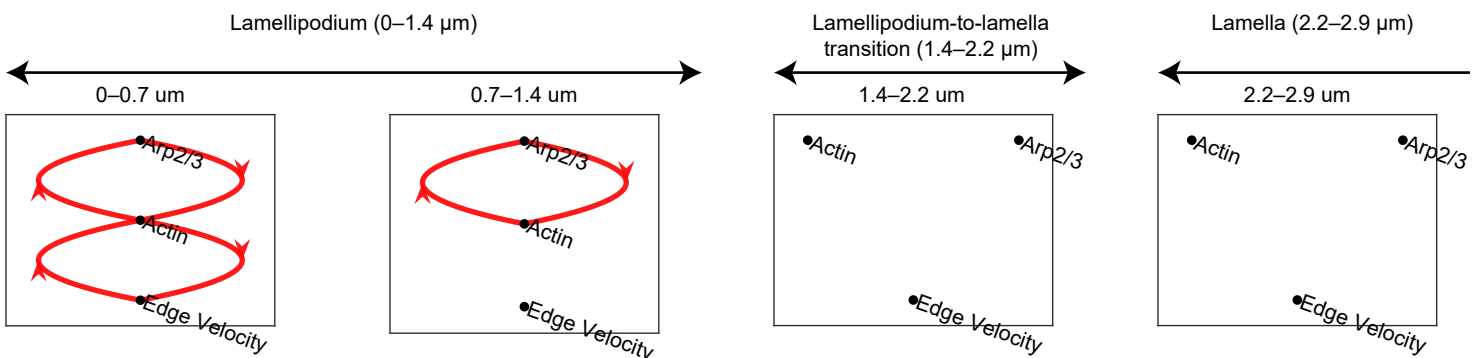 Lamellipodium (0–1.4 μm)
Lamellipodium-to-lamella
transition (1.4–2.2 μm)
Lamella (2.2–2.9 μm)
0–0.7 um
0.7–1.4 um
1.4–2.2 um
2.2–2.9 um
Arp2/3
Actin
Edge Velocity
Arp2/3
Actin
Edge Velocity
Actin
Arp2/3
Edge Velocity
Actin
Arp2/3
Edge Velocity